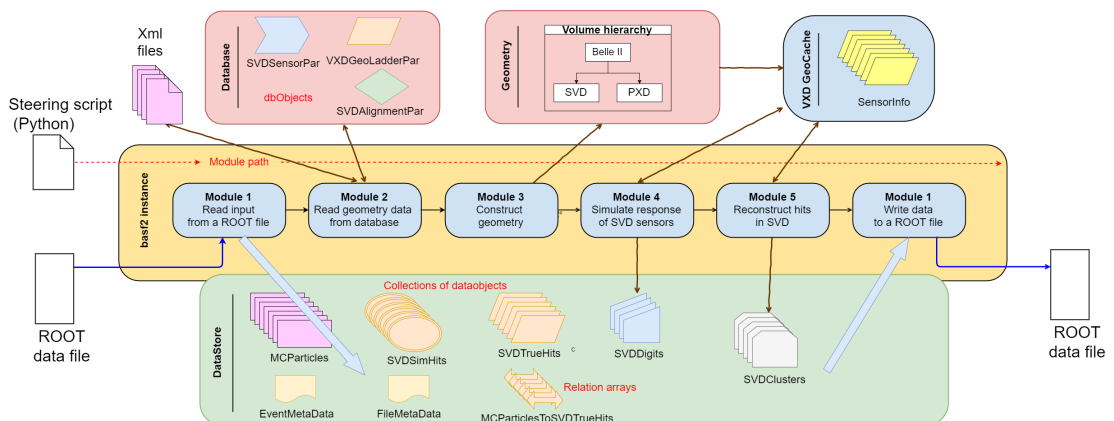 Xml
files
Steering script
(Python)
Database
SVDSensorPar
VXDGeoLadderPar
dbObjects
SVDAlignmentPar
Geometry
Volume hierarchy
Belle II
SVD
PXD
VXD GeoCache
SensorInfo
Module path
basf2 instance
Module 1
Read input
from a ROOT file
Module 2
Read geometry data
from database
Module 3
Construct
geometry
Module 4
Simulate response
of SVD sensors
Module 5
Reconstruct hits
in SVD
Module 1
Write data
to a ROOT file
ROOT
data file
ROOT
data file
DataStore
Collections of dataobjects
MCParticles
SVDSimHits
SVDTrueHits
c
SVDDigits
SVDClusters
EventMetaData
FileMetaData
Relation arrays
MCParticlesToSVDTrueHits